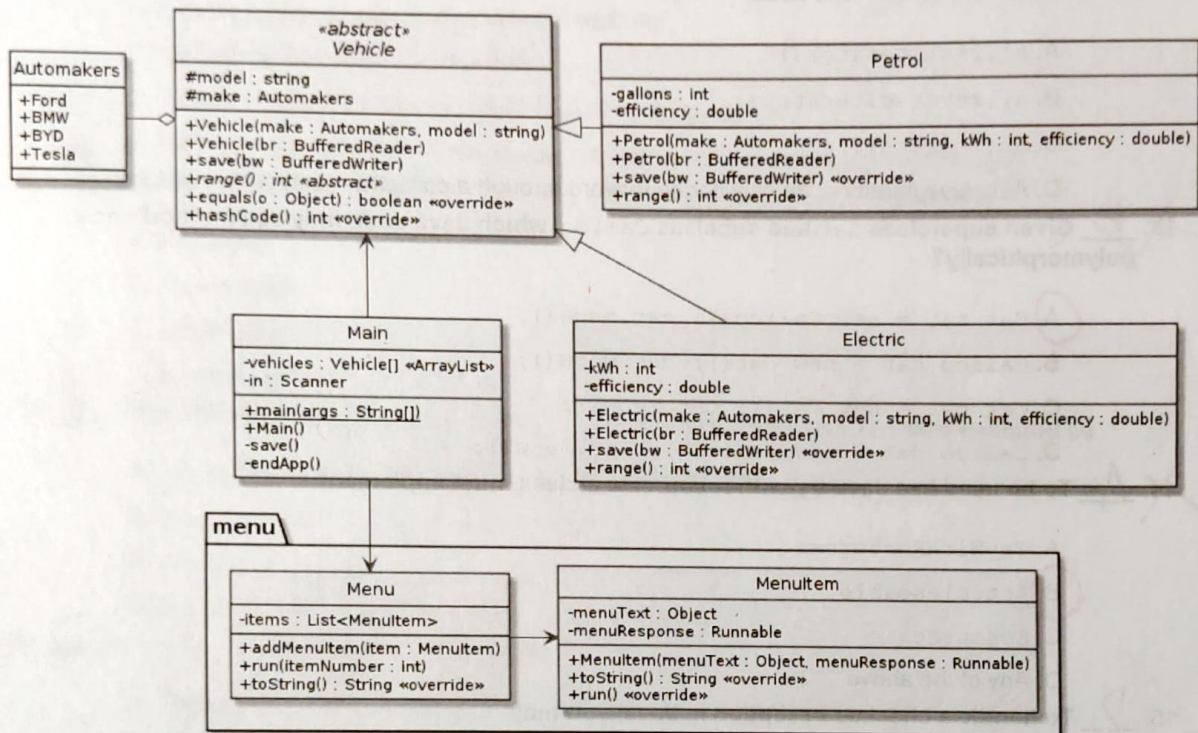 Automakers
+Ford
+BMW
+BYD
+Tesla
«abstract»
Vehicle
#model : string
#make : Automakers
+Vehicle(make : Automakers, model : string)
+Vehicle(br : BufferedReader)
+save(bw : BufferedWriter)
+range() : int «abstract»
+equals(o : Object) : boolean «override»
+hashCode() : int «override»
Petrol
-gallons : int
-efficiency : double
+Petrol(make : Automakers, model : string, kWh : int, efficiency : double)
+Petrol(br : BufferedReader)
+save(bw : BufferedWriter) «override»
+range() : int «override»
Main
-vehicles : Vehicle[] «ArrayList»
-in : Scanner
+main(args : String[])
+Main()
-save()
-endApp()
Electric
-kWh : int
-efficiency : double
+Electric(make : Automakers, model : string, kWh : int, efficiency : double)
+Electric(br : BufferedReader)
+save(bw : BufferedWriter) «override»
+range() : int «override»
menu
Menu
-items : List<MenuItem>
+addMenuItem(item : MenuItem)
+run(itemNumber : int)
+toString() : String «override»
MenuItem
-menuText : Object
-menuResponse : Runnable
+MenuItem(menuText : Object, menuResponse : Runnable)
+toString() : String «override»
+run() «override»